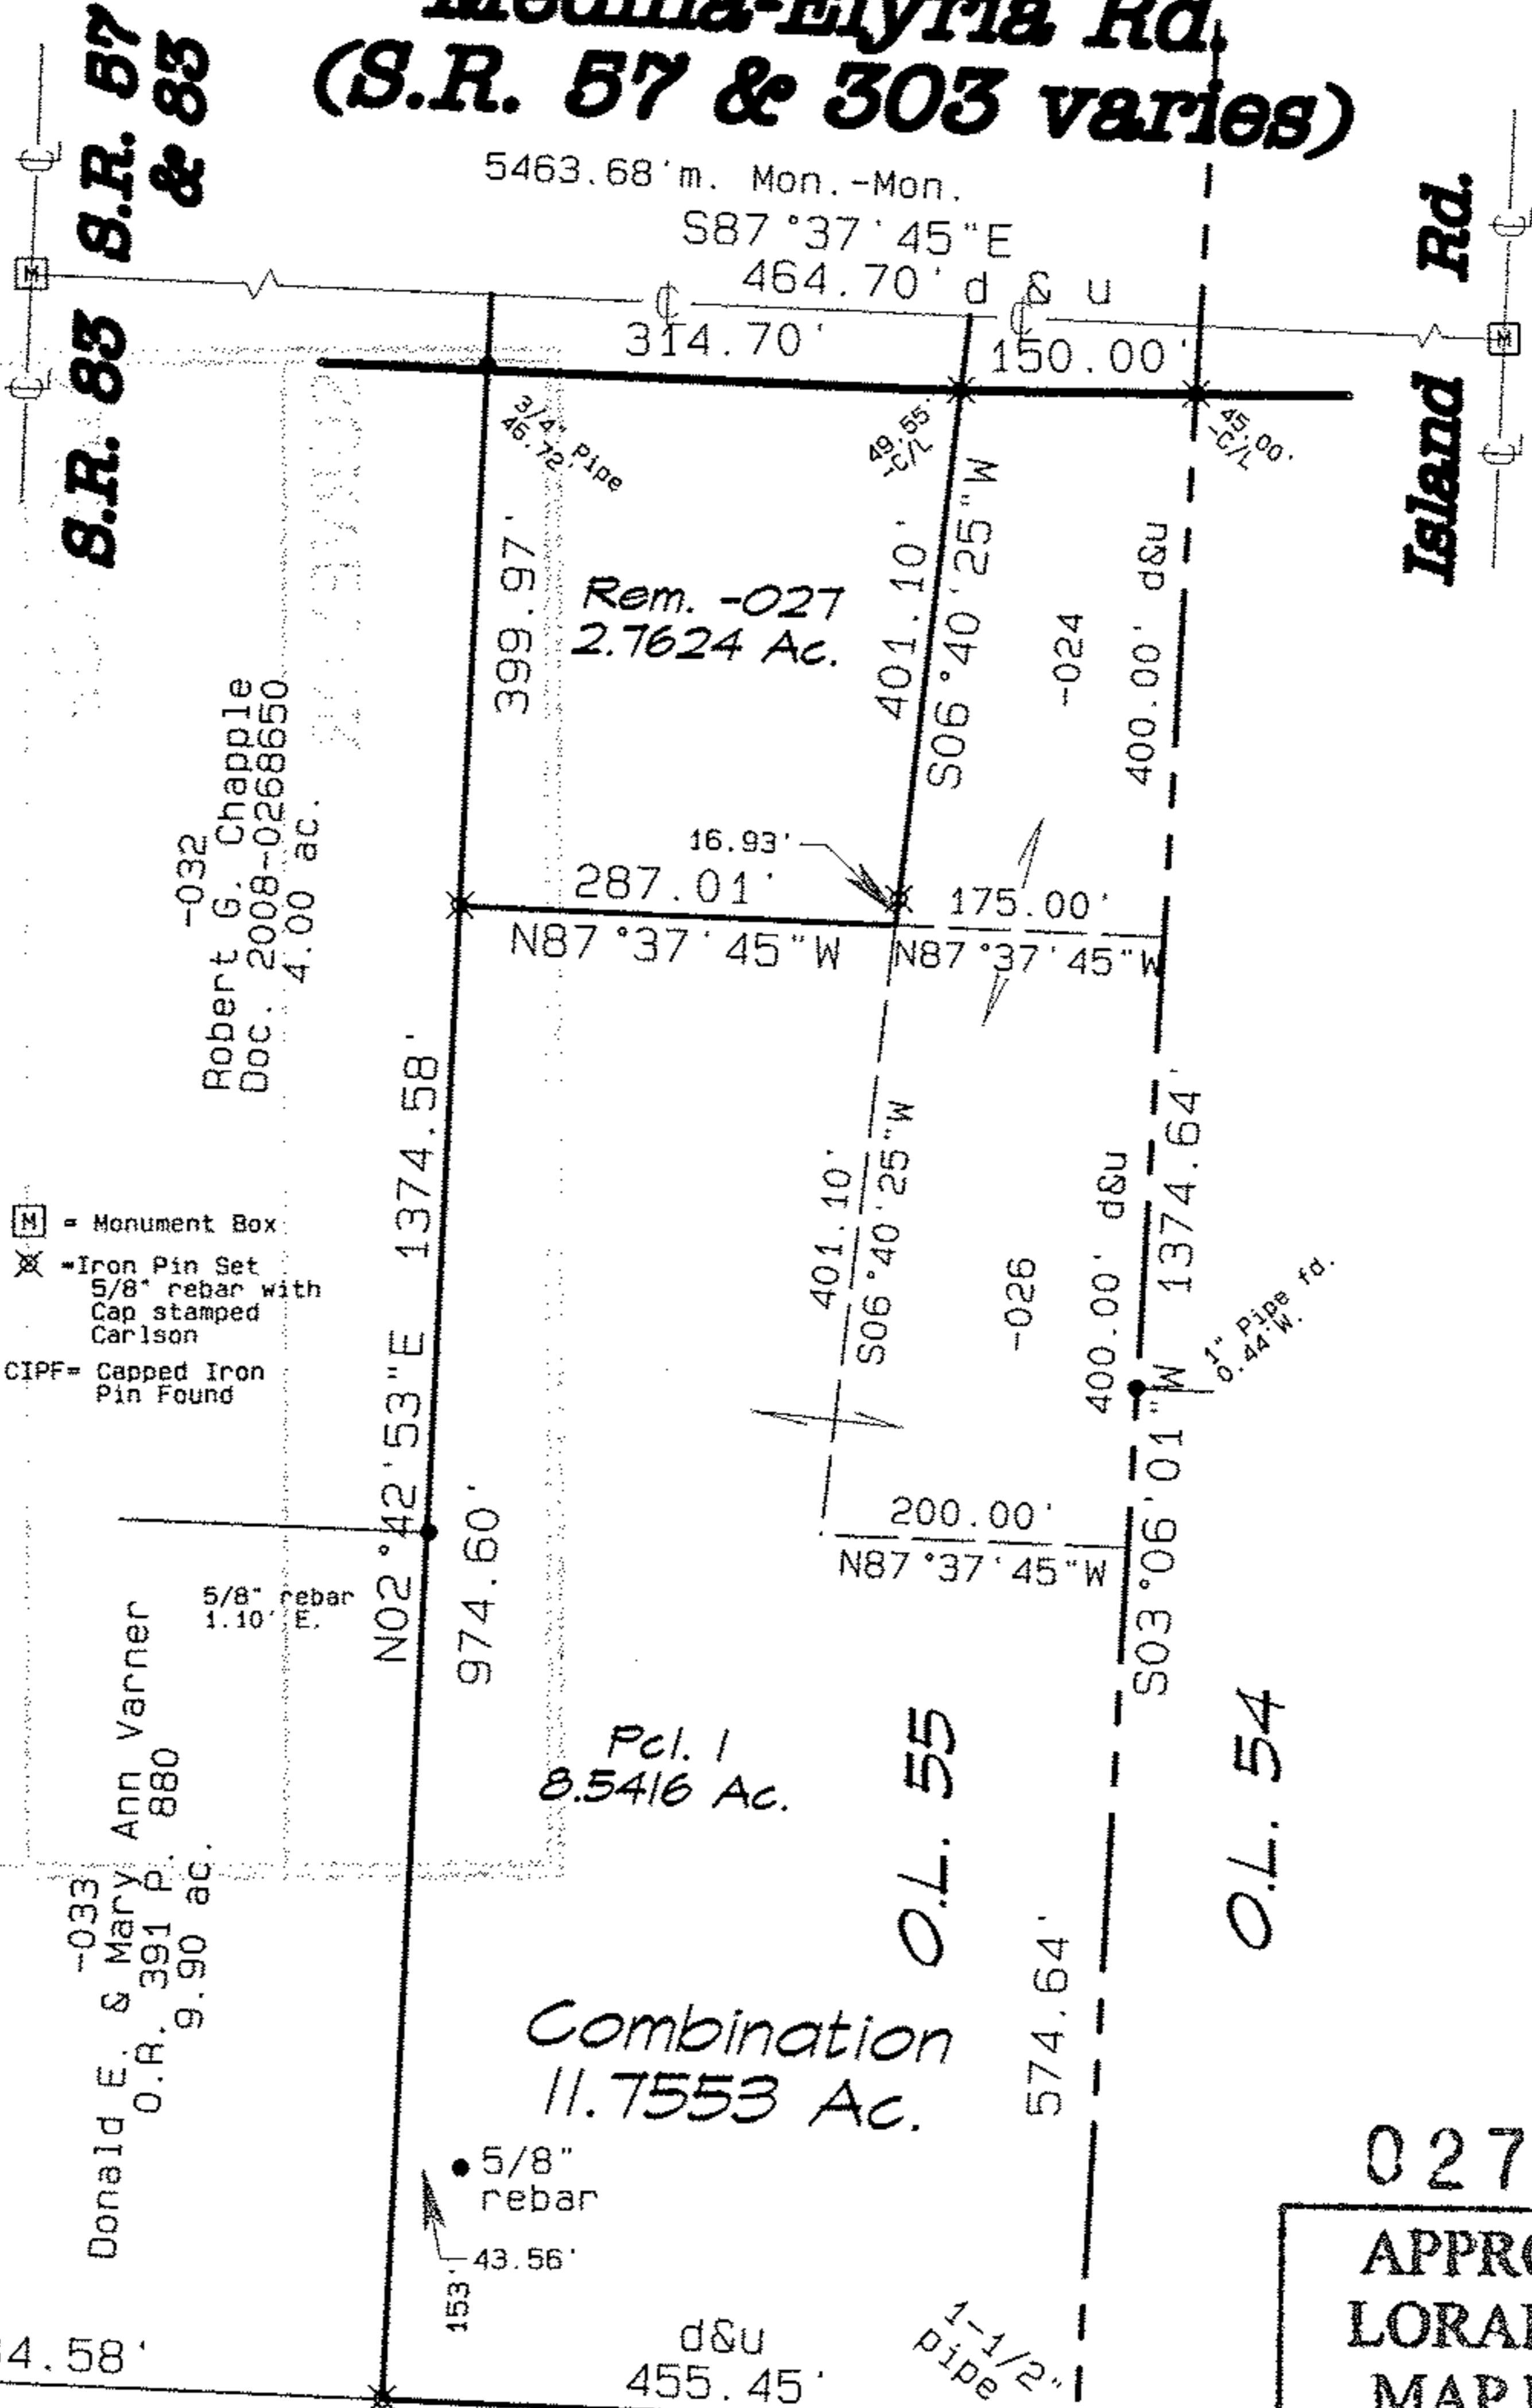 Medina-Elyria Rd.
(S.R. 57 & 303 varies)
S.R. 57
& 83
S.R. 83
Island Rd.
5463.68'm. Mon.-Mon.
S87°37'45"E
464.70' d & u
314.70'
150.00'
3/4" Pipe
46.72'
49.55'
-C/L
45.00'
-C/L
399.97'
Rem. -027
2.7624 Ac.
401.10'
S06°40'25"W
-024
400.00' d&u
-032
Robert G. Chapple
Doc. 2008-0268650
4.00 ac.
16.93'
287.01'
N87°37'45"W
175.00'
N87°37'45"W
N02°42'53"E 1374.58'
401.10'
S06°40'25"W
-026
400.00' d&u
S03°06'01"W 1374.64'
M = Monument Box
=Iron Pin Set
5/8" rebar with
Cap stamped
Carlson
CIPF= Capped Iron
Pin Found
1" Pipe fd.
0.44'W.
200.00'
N87°37'45"W
5/8" rebar
1.10' E.
974.60'
-033
Donald E. & Mary Ann Varner
O.R. 391 P. 880
9.90 ac.
Pcl. 1
8.5416 Ac.
O.L. 55
O.L. 54
574.64'
Combination
11.7553 Ac.
5/8"
rebar
43.56'
153'
4.58'
d&u
455.45'
1-1/2"
pipe
027
APPRO
LORAI
MAP